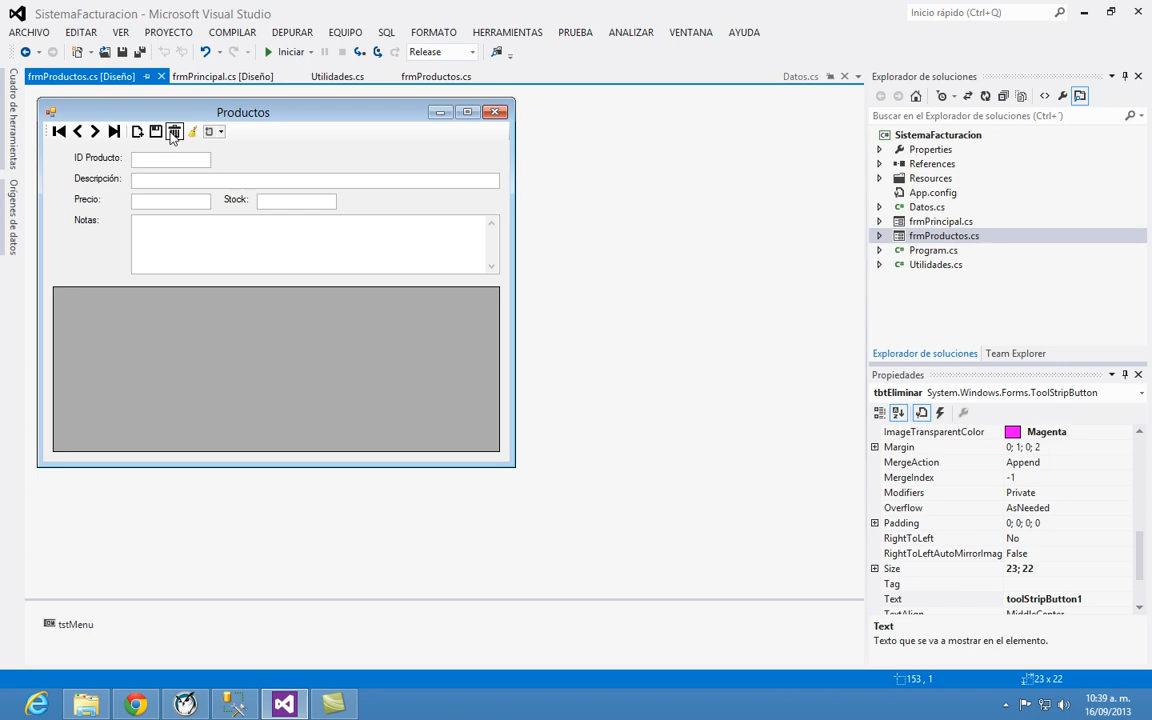 SistemaFacturacion - Microsoft Visual Studio
Inicio rápido (Ctrl+Q)
ARCHIVO EDITAR VER PROYECTO COMPILAR DEPURAR EQUIPO SQL FORMATO HERRAMIENTAS PRUEBA ANALIZAR VENTANA AYUDA
Iniciar Release
frmProductos.cs [Diseño] frmPrincipal.cs [Diseño] Utilidades.cs frmProductos.cs Datos.cs
Cuadro de herramientas
Orígenes de datos
Productos
ID Producto:
Descripción:
Precio: Stock:
Notas:
tstMenu
Explorador de soluciones
Buscar en el Explorador de soluciones (Ctrl+´)
SistemaFacturacion
Properties
References
Resources
App.config
Datos.cs
frmPrincipal.cs
frmProductos.cs
Program.cs
Utilidades.cs
Explorador de soluciones Team Explorer
Propiedades
tbtEliminar System.Windows.Forms.ToolStripButton
ImageTransparentColor Magenta
Margin 0; 1; 0; 2
MergeAction Append
MergeIndex -1
Modifiers Private
Overflow AsNeeded
Padding 0; 0; 0; 0
RightToLeft No
RightToLeftAutoMirrorImag False
Size 23; 22
Tag
Text toolStripButton1
TextAlign MiddleCenter
Text
Texto que se va a mostrar en el elemento.
153 , 1 23 x 22
10:39 a. m.
16/09/2013